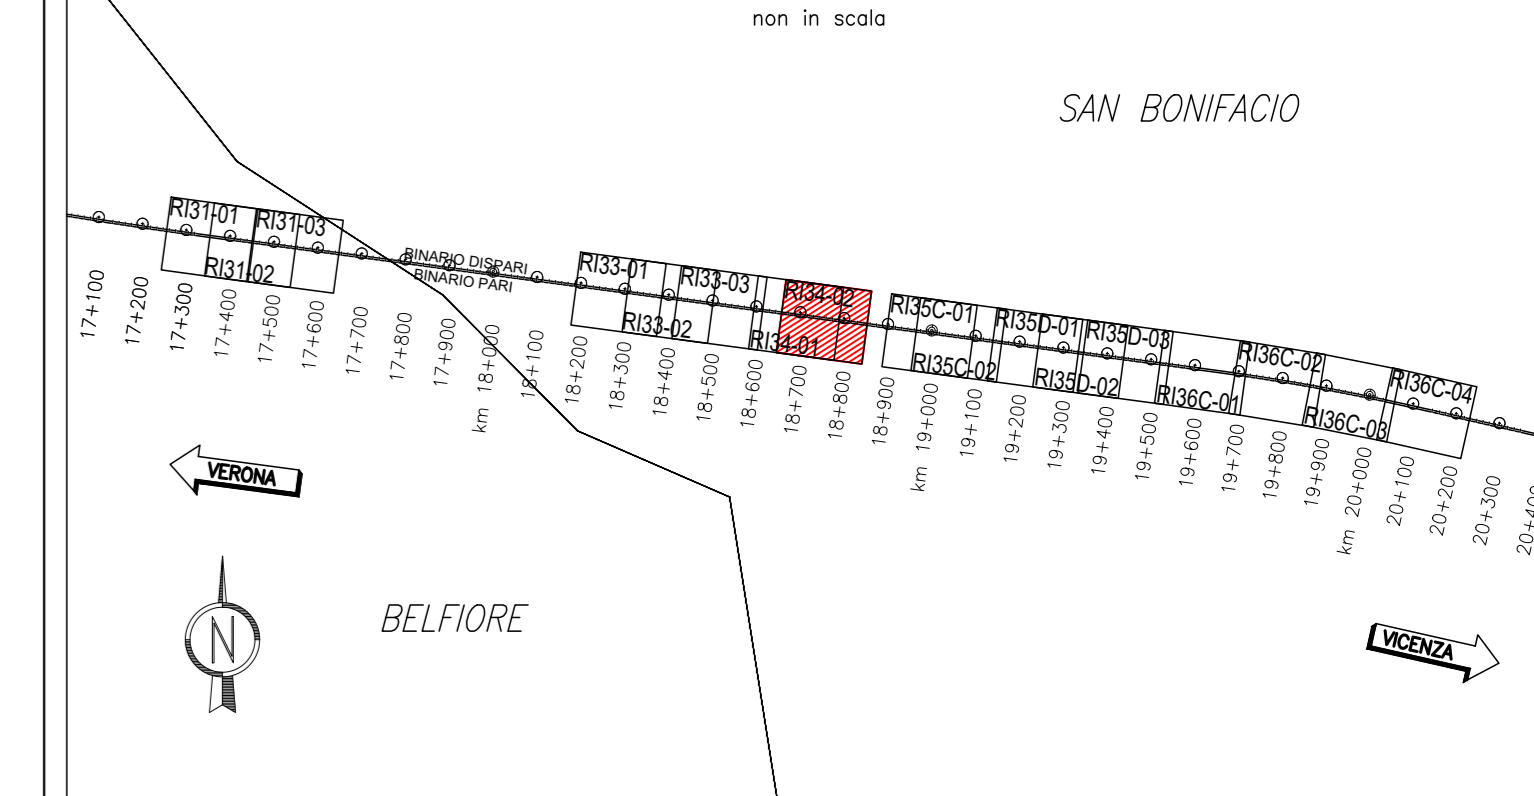 non in scala
SAN BONIFACIO
RI31-01
RI31-02
RI31-03
BINARIO DISPARI
BINARIO PARI
RI33-01
RI33-02
RI33-03
RI34-01
RI34-02
RI35C-01
RI35C-02
RI35D-01
RI35D-02
RI35D-03
RI36C-01
RI36C-02
RI36C-03
RI36C-04
17+100
17+200
17+300
17+400
17+500
17+600
17+700
17+800
17+900
km 18+000
18+100
18+200
18+300
18+400
18+500
18+600
18+700
18+800
18+900
km 19+000
19+100
19+200
19+300
19+400
19+500
19+600
19+700
19+800
19+900
km 20+000
20+100
20+200
20+300
20+400
VERONA
N
BELFIORE
VICENZA